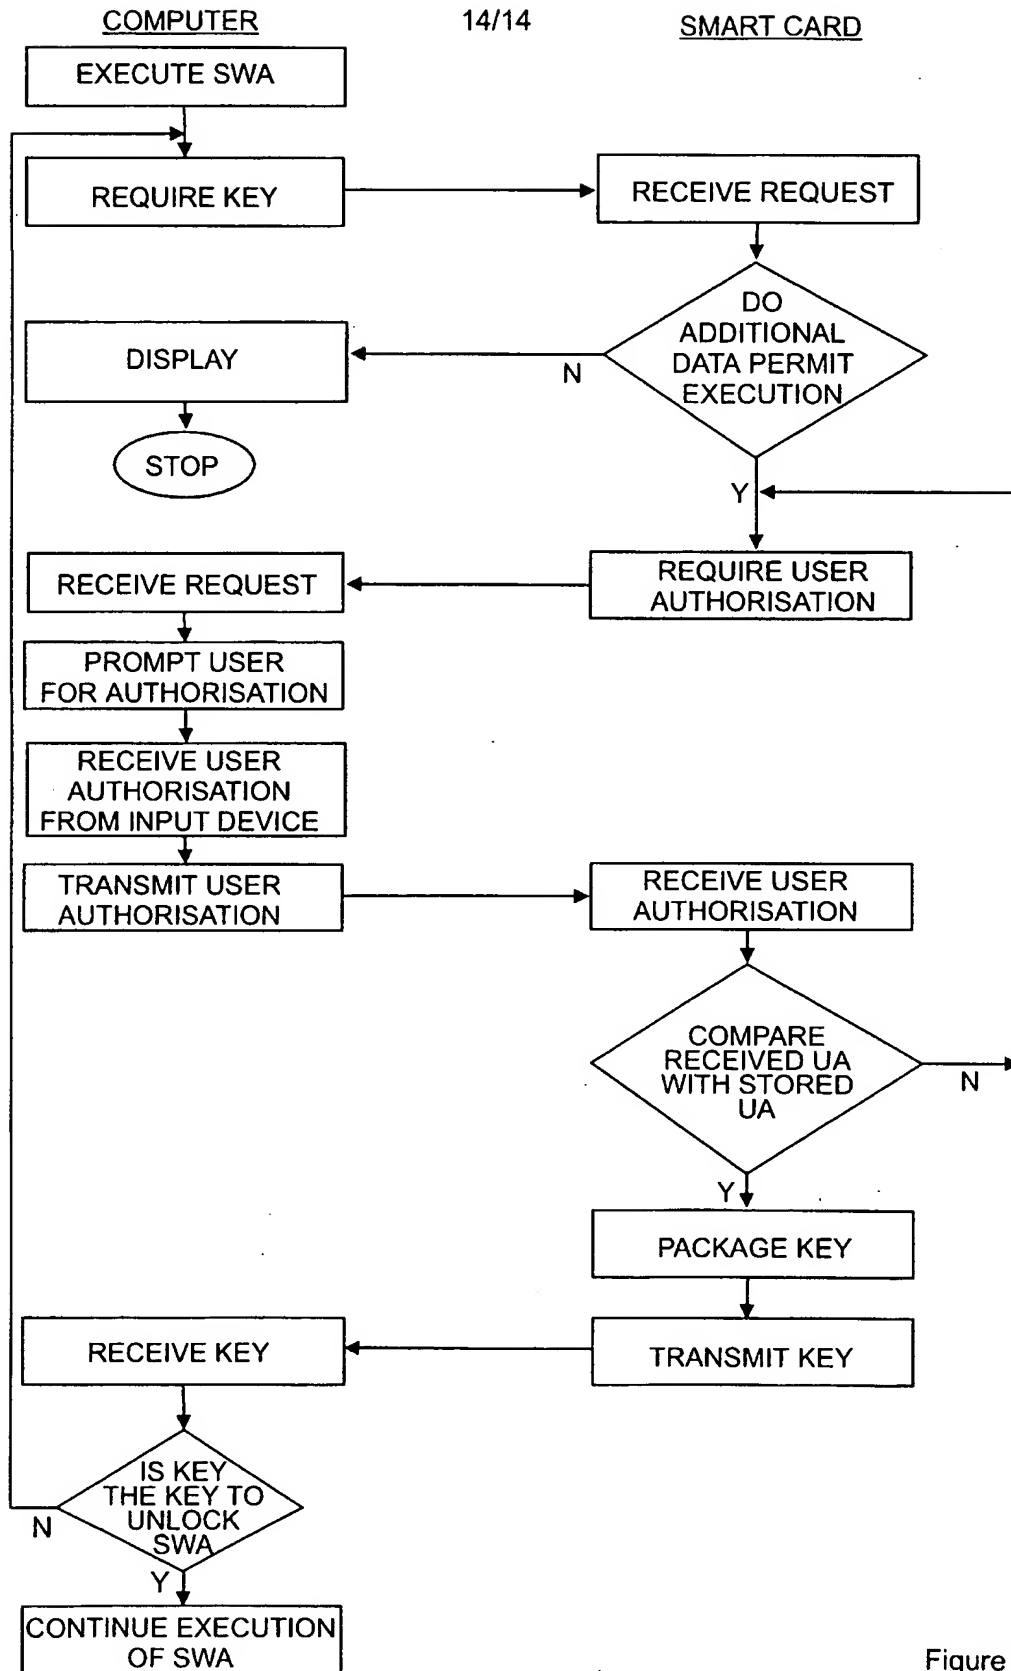 COMPUTER
14/14
SMART CARD
EXECUTE SWA
REQUIRE KEY
RECEIVE REQUEST
DO
ADDITIONAL
DATA PERMIT
EXECUTION
DISPLAY
N
STOP
Y
RECEIVE REQUEST
REQUIRE USER
AUTHORISATION
PROMPT USER
FOR AUTHORISATION
RECEIVE USER
AUTHORISATION
FROM INPUT DEVICE
TRANSMIT USER
AUTHORISATION
RECEIVE USER
AUTHORISATION
COMPARE
RECEIVED UA
WITH STORED
UA
N
Y
PACKAGE KEY
RECEIVE KEY
TRANSMIT KEY
IS KEY
THE KEY TO
UNLOCK
SWA
N
Y
CONTINUE EXECUTION
OF SWA
Figure